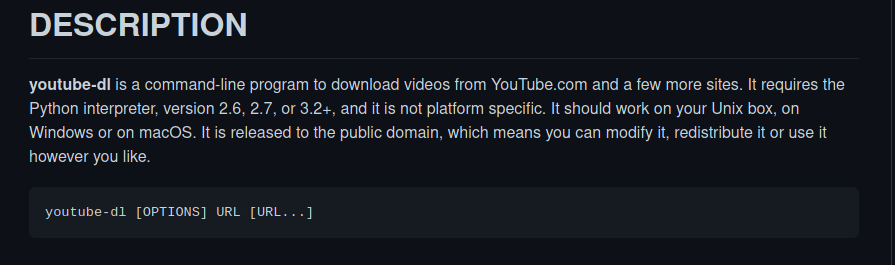 DESCRIPTION
youtube-dl is a command-line program to download videos from YouTube.com and a few more sites. It requires the
Python interpreter, version 2.6, 2.7, or 3.2+, and it is not platform specific. It should work on your Unix box, on
Windows or on macOS. It is released to the public domain, which means you can modify it, redistribute it or use it
however you like.
youtube-dl [OPTIONS] URL [URL...]